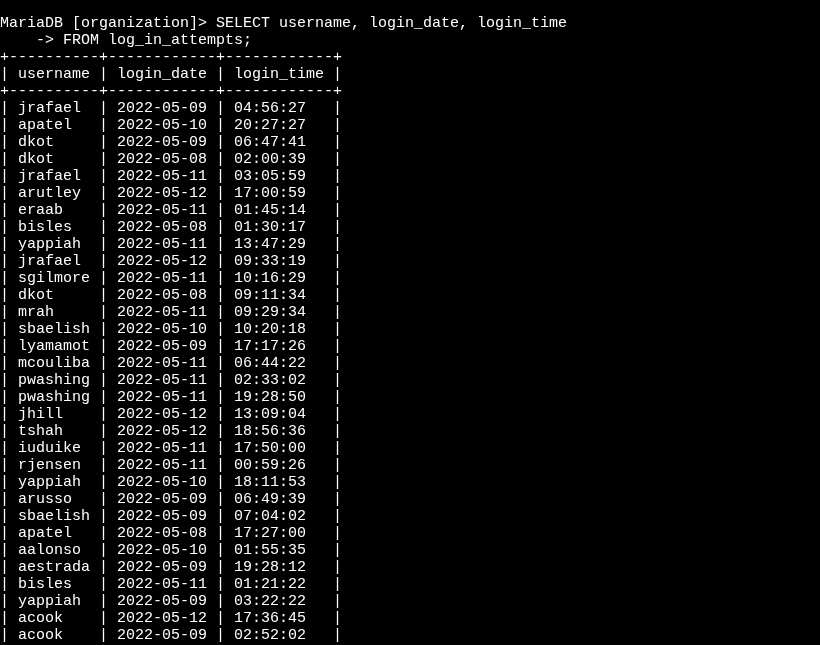 MariaDB [organization]> SELECT username, login_date, login_time
    -> FROM log_in_attempts;
+----------+------------+------------+
| username | login_date | login_time |
+----------+------------+------------+
| jrafael  | 2022-05-09 | 04:56:27   |
| apatel   | 2022-05-10 | 20:27:27   |
| dkot     | 2022-05-09 | 06:47:41   |
| dkot     | 2022-05-08 | 02:00:39   |
| jrafael  | 2022-05-11 | 03:05:59   |
| arutley  | 2022-05-12 | 17:00:59   |
| eraab    | 2022-05-11 | 01:45:14   |
| bisles   | 2022-05-08 | 01:30:17   |
| yappiah  | 2022-05-11 | 13:47:29   |
| jrafael  | 2022-05-12 | 09:33:19   |
| sgilmore | 2022-05-11 | 10:16:29   |
| dkot     | 2022-05-08 | 09:11:34   |
| mrah     | 2022-05-11 | 09:29:34   |
| sbaelish | 2022-05-10 | 10:20:18   |
| lyamamot | 2022-05-09 | 17:17:26   |
| mcouliba | 2022-05-11 | 06:44:22   |
| pwashing | 2022-05-11 | 02:33:02   |
| pwashing | 2022-05-11 | 19:28:50   |
| jhill    | 2022-05-12 | 13:09:04   |
| tshah    | 2022-05-12 | 18:56:36   |
| iuduike  | 2022-05-11 | 17:50:00   |
| rjensen  | 2022-05-11 | 00:59:26   |
| yappiah  | 2022-05-10 | 18:11:53   |
| arusso   | 2022-05-09 | 06:49:39   |
| sbaelish | 2022-05-09 | 07:04:02   |
| apatel   | 2022-05-08 | 17:27:00   |
| aalonso  | 2022-05-10 | 01:55:35   |
| aestrada | 2022-05-09 | 19:28:12   |
| bisles   | 2022-05-11 | 01:21:22   |
| yappiah  | 2022-05-09 | 03:22:22   |
| acook    | 2022-05-12 | 17:36:45   |
| acook    | 2022-05-09 | 02:52:02   |